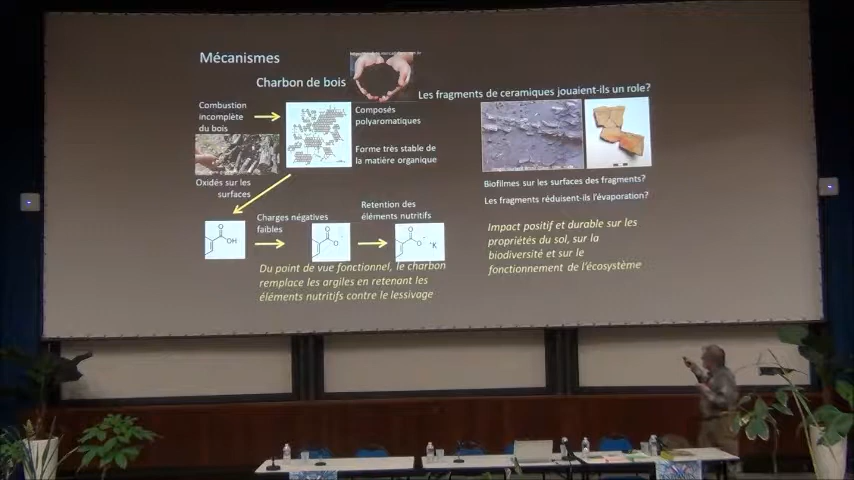 Mécanismes
Charbon de bois
Combustion
incomplète
du bois
Composés
polyaromatiques
Forme très stable de
la matière organique
Oxidés sur les
surfaces
Charges négatives
faibles
Retention des
éléments nutritifs
O
OH
O
O
-
O
O
-
+K
Du point de vue fonctionnel, le charbon
remplace les argiles en retenant les
éléments nutritifs contre le lessivage
Les fragments de ceramiques jouaient-ils un role?
Biofilmes sur les surfaces des fragments?
Les fragments réduisent-ils l'évaporation?
Impact positif et durable sur les
propriétés du sol, sur la
biodiversité et sur le
fonctionnement de l'écosystème